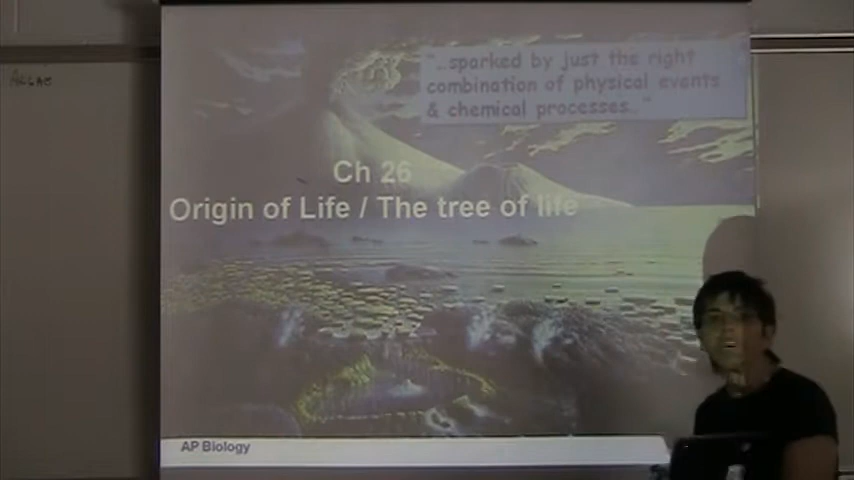 ALGAE
"..sparked by just the right
combination of physical events
& chemical processes.."
Ch 26
Origin of Life / The tree of life
AP Biology